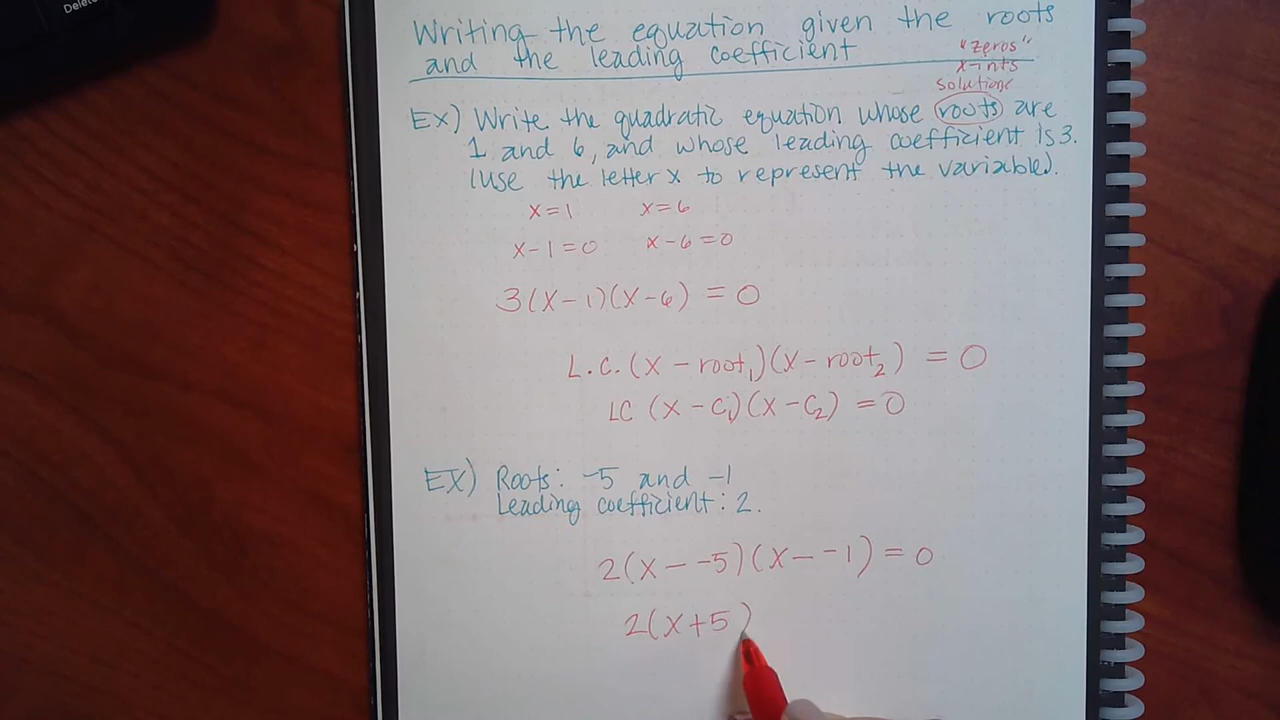 Delete
Writing the equation given the roots
and the leading coefficient
"zeros"
x-ints
solutions
EX) Write the quadratic equation whose roots are
1 and 6, and whose leading coefficient is 3.
(Use the letter x to represent the variable).
x=1 x=6
x-1=0 x-6=0
3(x-1)(x-6) = 0
L.C. (x - root₁)(x - root₂) = 0
LC (x - c₁)(x - c₂) = 0
EX) Roots: -5 and -1
Leading coefficient: 2.
2(x - -5)(x - -1) = 0
2(x+5)